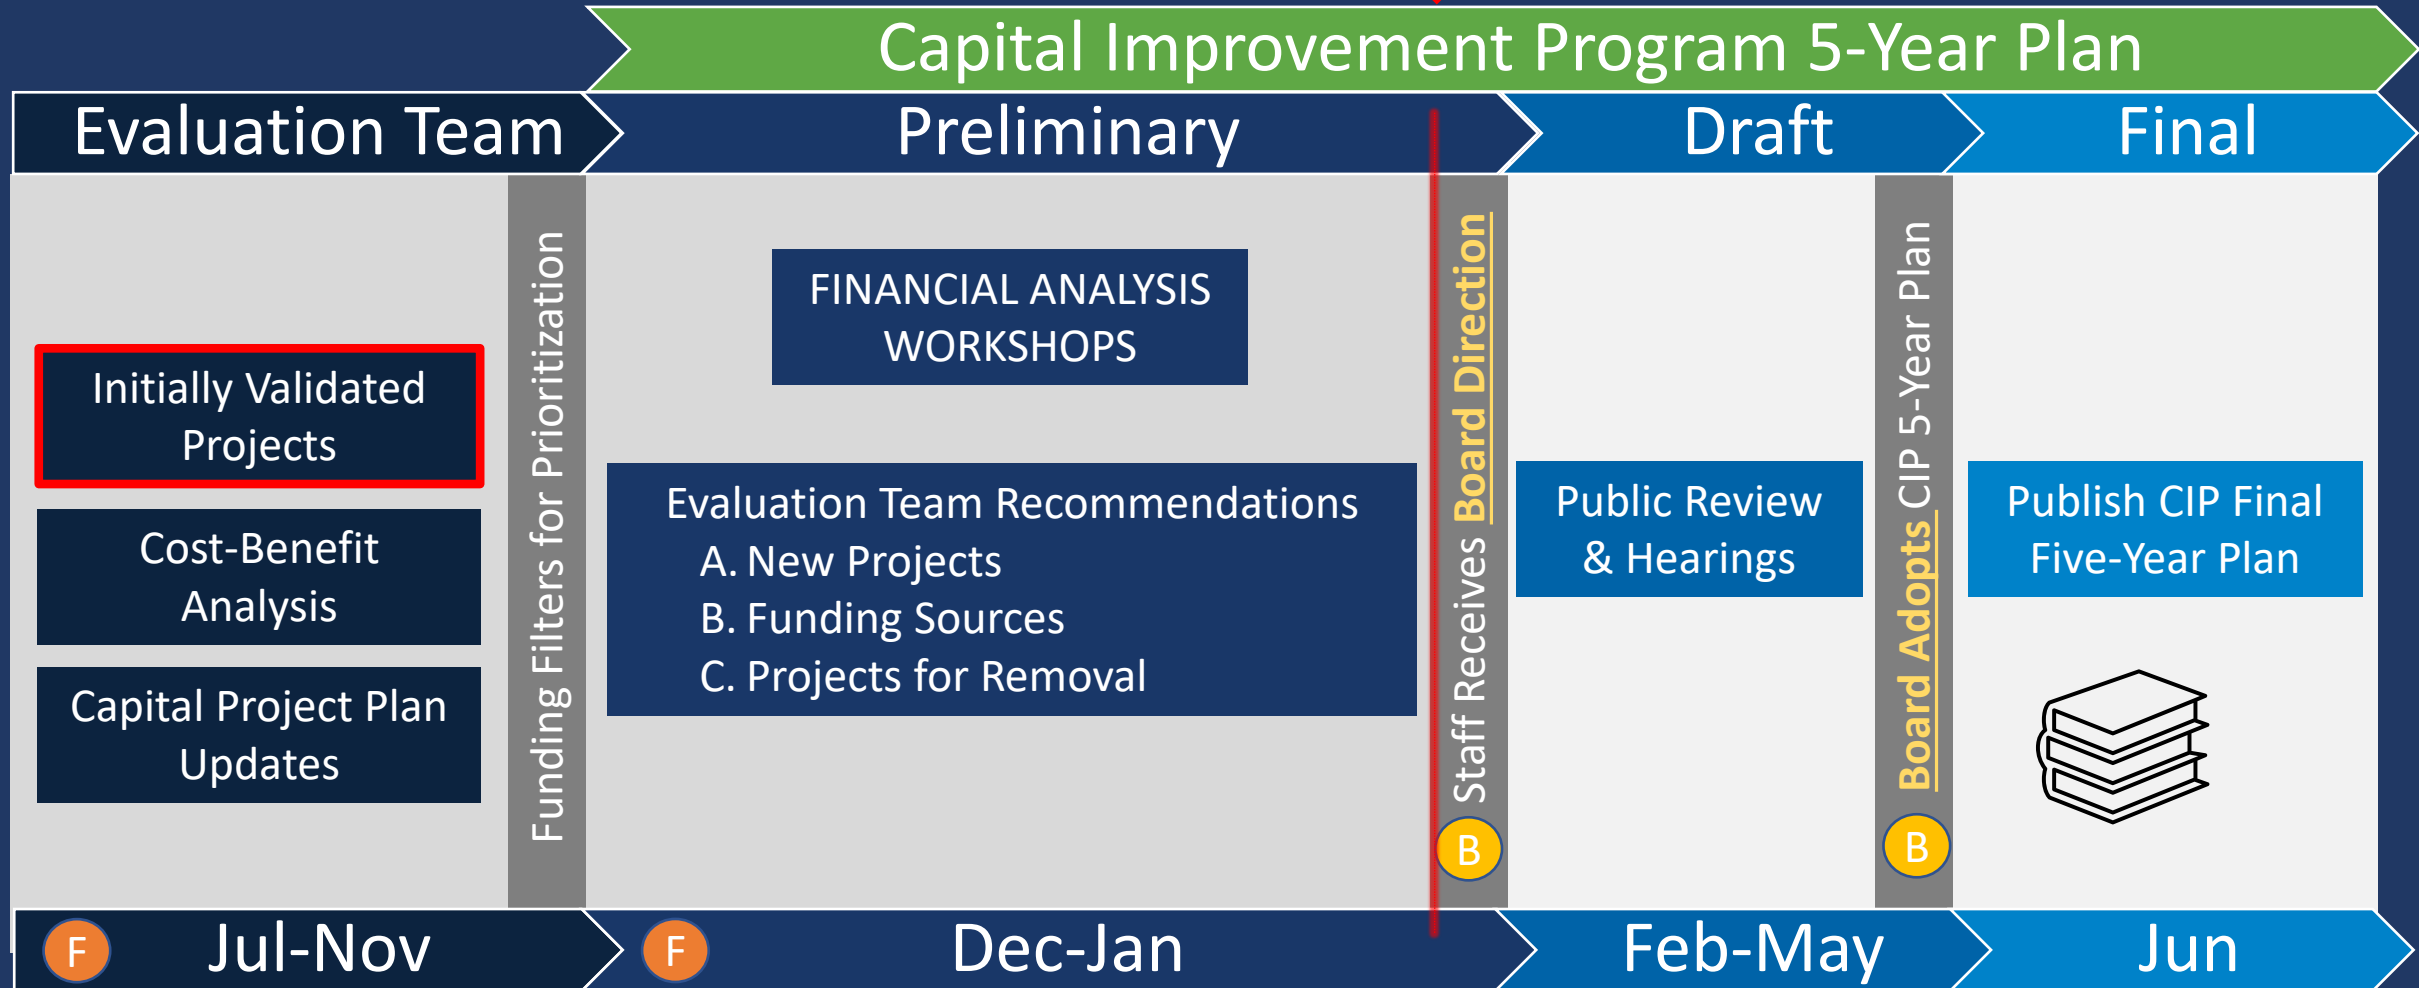 Capital Improvement Program 5-Year Plan
Evaluation Team
Preliminary
Draft
Final
Initially Validated
Projects
Cost-Benefit
Analysis
Capital Project Plan
Updates
Funding Filters for Prioritization
FINANCIAL ANALYSIS
WORKSHOPS
Evaluation Team Recommendations
A. New Projects
B. Funding Sources
C. Projects for Removal
Staff Receives Board Direction
B
Public Review
& Hearings
Board Adopts CIP 5-Year Plan
B
Publish CIP Final
Five-Year Plan
F
Jul-Nov
F
Dec-Jan
Feb-May
Jun